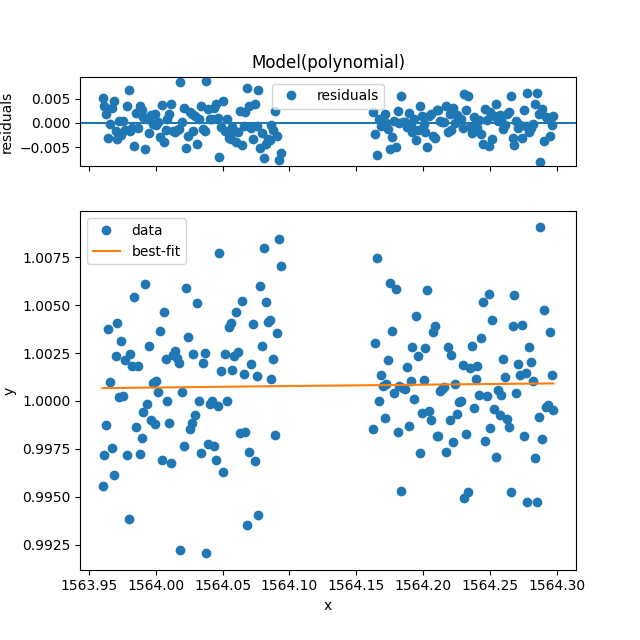 Model(polynomial)
residuals
0.005
0.000
−0.005
residuals
data
best-fit
y
1.0075
1.0050
1.0025
1.0000
0.9975
0.9950
0.9925
1563.95 1564.00 1564.05 1564.10 1564.15 1564.20 1564.25 1564.30
x